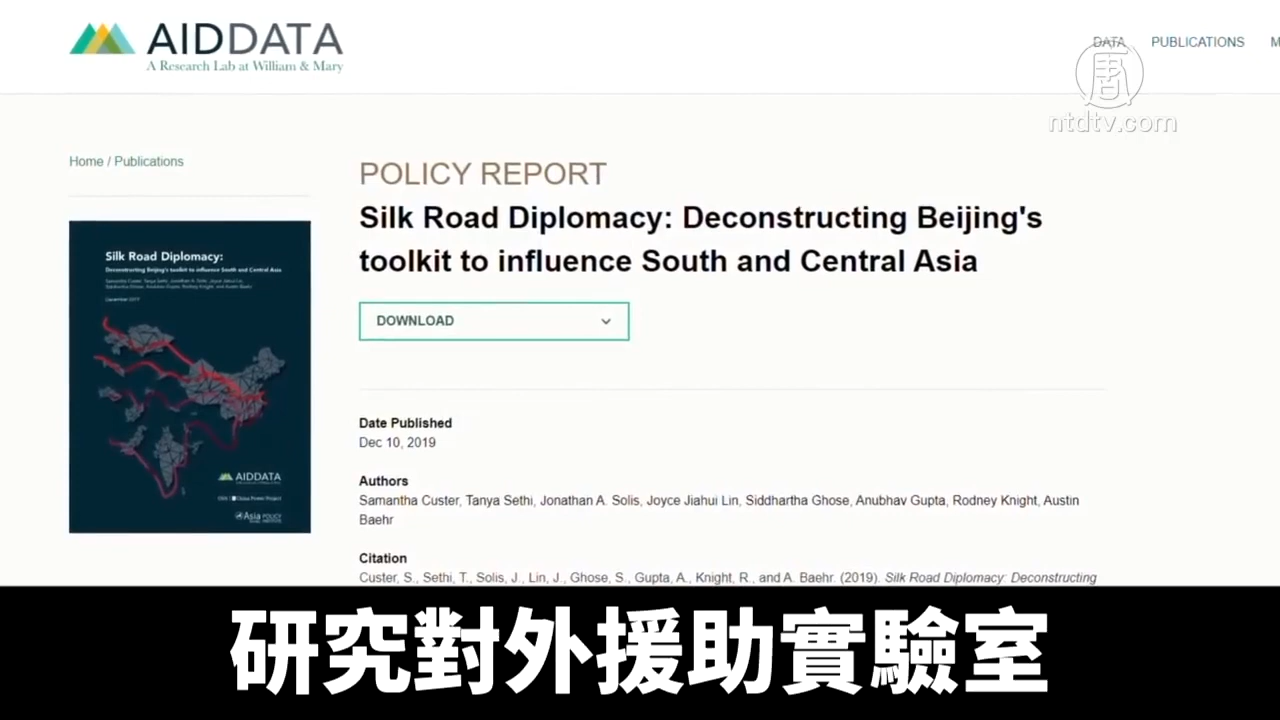 AIDDATA
A Research Lab at William & Mary
DATA PUBLICATIONS M
唐
ntdtv.com
Home / Publications
POLICY REPORT
Silk Road Diplomacy: Deconstructing Beijing's
toolkit to influence South and Central Asia
DOWNLOAD
Silk Road Diplomacy:
Deconstructing Beijing's toolkit to influence South and Central Asia
AIDDATA
Date Published
Dec 10, 2019
Authors
Samantha Custer, Tanya Sethi, Jonathan A. Solis, Joyce Jiahui Lin, Siddhartha Ghose, Anubhav Gupta, Rodney Knight, Austin
Baehr
Citation
Custer, S., Sethi, T., Solis, J., Lin, J., Ghose, S., Gupta, A., Knight, R., and A. Baehr. (2019). Silk Road Diplomacy: Deconstructing
研究對外援助實驗室